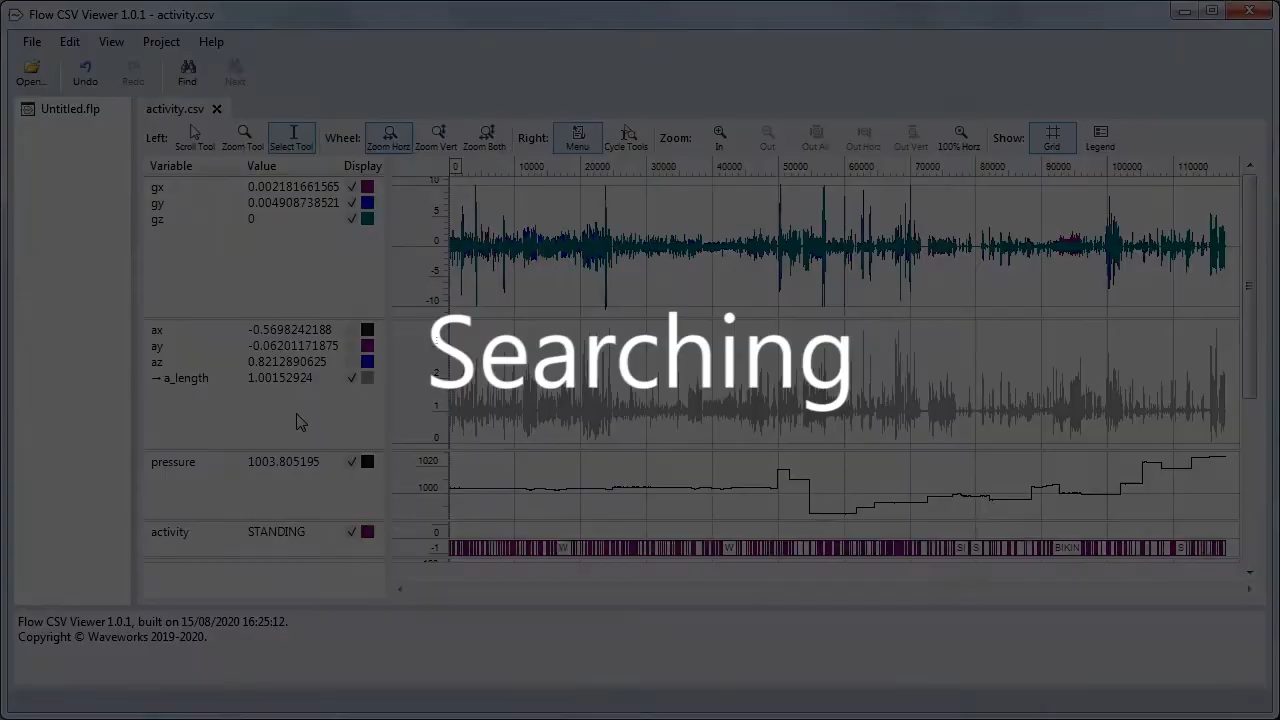 Flow CSV Viewer 1.0.1 - activity.csv
File Edit View Project Help
Open... Undo Redo Find Next
Untitled.flp
activity.csv
Left: Scroll Tool Zoom Tool Select Tool Wheel: Zoom Horz Zoom Vert Zoom Both Right: Menu Cycle Tools Zoom: In Out Out All Out Horz Out Vert 100% Horz Show: Grid Legend
Variable Value Display
0 10000 20000 30000 40000 50000 60000 70000 80000 90000 100000 110000
gx 0.002181661565
gy 0.004908738521
gz 0
10
5
0
-5
-10
ax -0.5698242188
ay -0.06201171875
az 0.8212890625
→ a_length 1.00152924
2
1
0
Searching
pressure 1003.805195
1020
1000
activity STANDING
0
-1
W W SI S BIKIN S
Flow CSV Viewer 1.0.1, built on 15/08/2020 16:25:12.
Copyright © Waveworks 2019-2020.